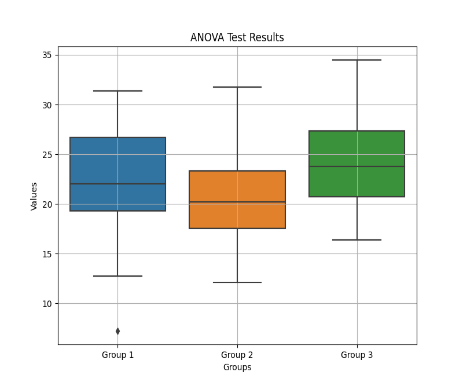 ANOVA Test Results
35
30
25
20
15
10
Values
Group 1
Group 2
Group 3
Groups